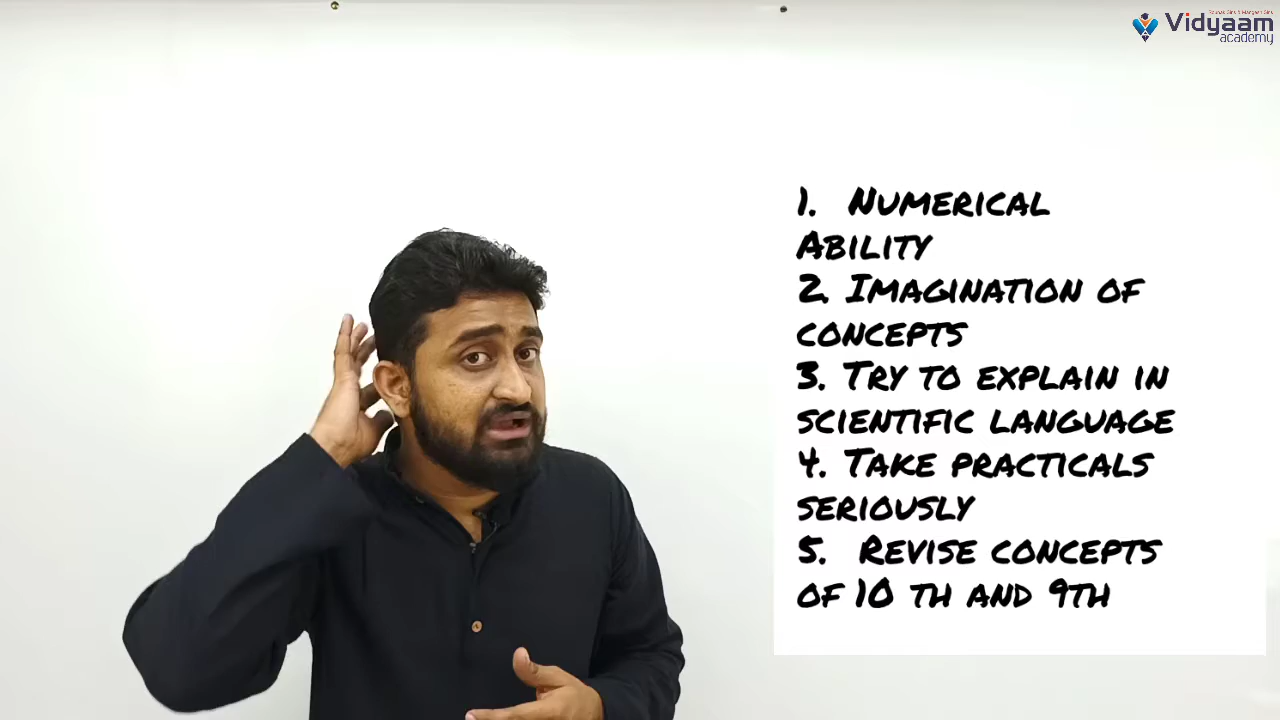 Vidyaam
academy
1. Numerical
Ability
2. Imagination of
concepts
3. Try to explain in
scientific language
4. Take practicals
seriously
5. Revise concepts
of 10 th and 9th